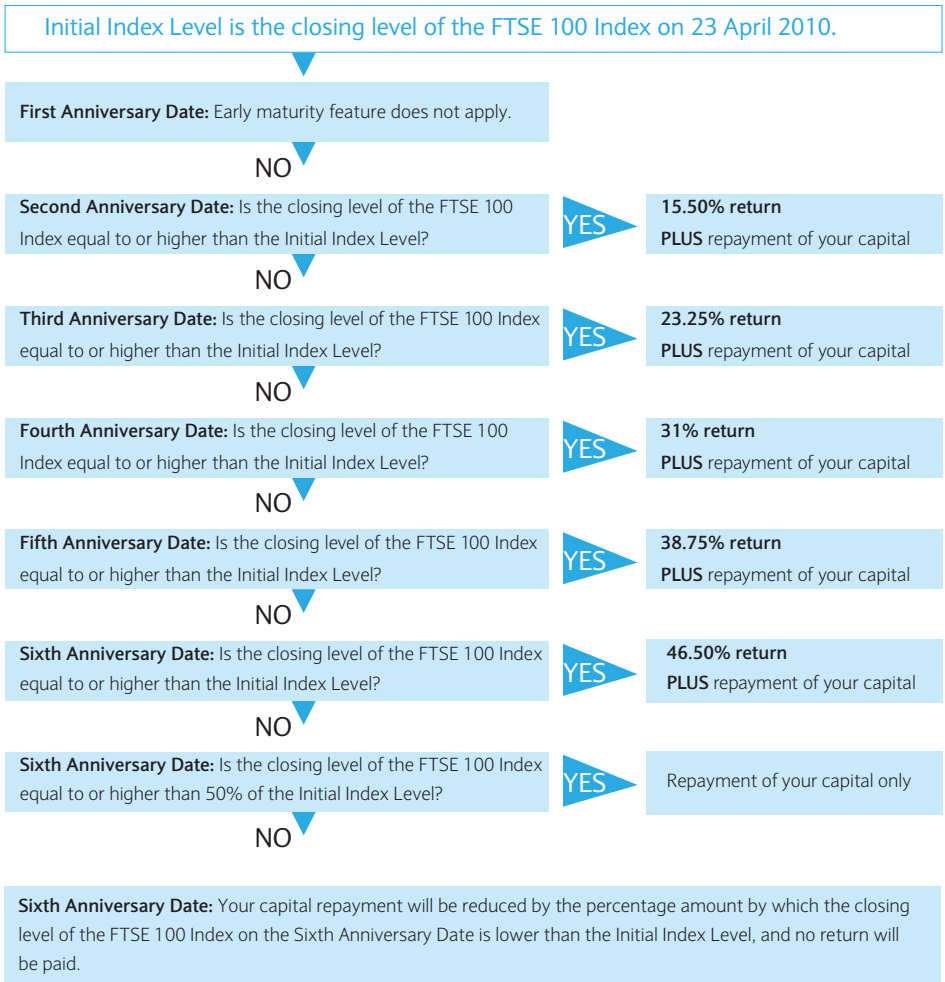 Initial Index Level is the closing level of the FTSE 100 Index on 23 April 2010.
First Anniversary Date: Early maturity feature does not apply.
NO
Second Anniversary Date: Is the closing level of the FTSE 100
Index equal to or higher than the Initial Index Level?
YES
15.50% return
PLUS repayment of your capital
NO
Third Anniversary Date: Is the closing level of the FTSE 100 Index
equal to or higher than the Initial Index Level?
YES
23.25% return
PLUS repayment of your capital
NO
Fourth Anniversary Date: Is the closing level of the FTSE 100
Index equal to or higher than the Initial Index Level?
YES
31% return
PLUS repayment of your capital
NO
Fifth Anniversary Date: Is the closing level of the FTSE 100 Index
equal to or higher than the Initial Index Level?
YES
38.75% return
PLUS repayment of your capital
NO
Sixth Anniversary Date: Is the closing level of the FTSE 100 Index
equal to or higher than the Initial Index Level?
YES
46.50% return
PLUS repayment of your capital
NO
Sixth Anniversary Date: Is the closing level of the FTSE 100 Index
equal to or higher than 50% of the Initial Index Level?
YES
Repayment of your capital only
NO
Sixth Anniversary Date: Your capital repayment will be reduced by the percentage amount by which the closing
level of the FTSE 100 Index on the Sixth Anniversary Date is lower than the Initial Index Level, and no return will
be paid.